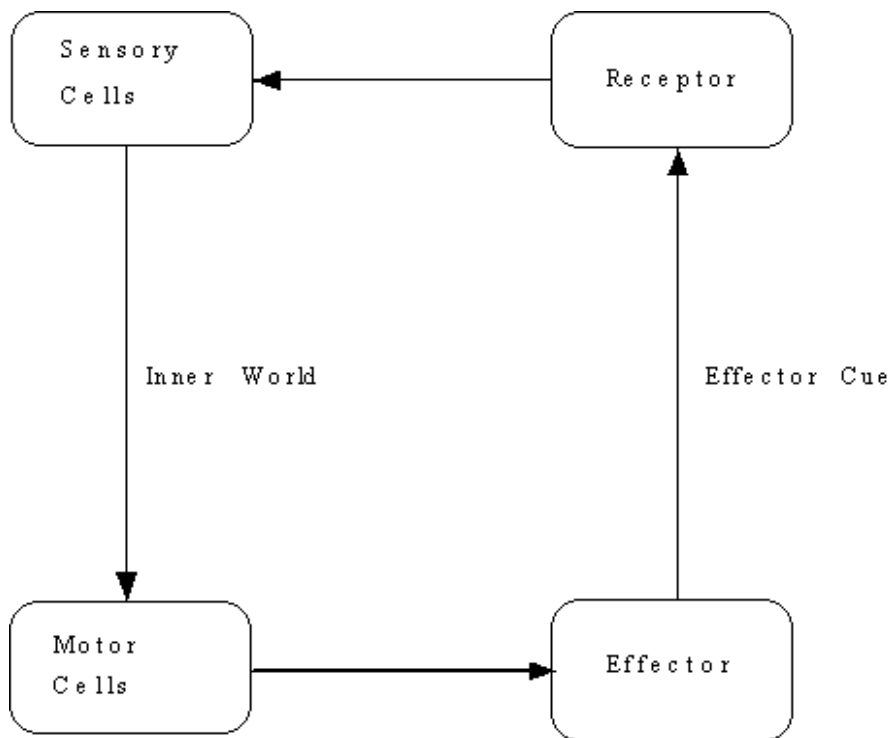 Sensory
Cells
Receptor
Inner World
Effector Cue
Motor
Cells
Effector